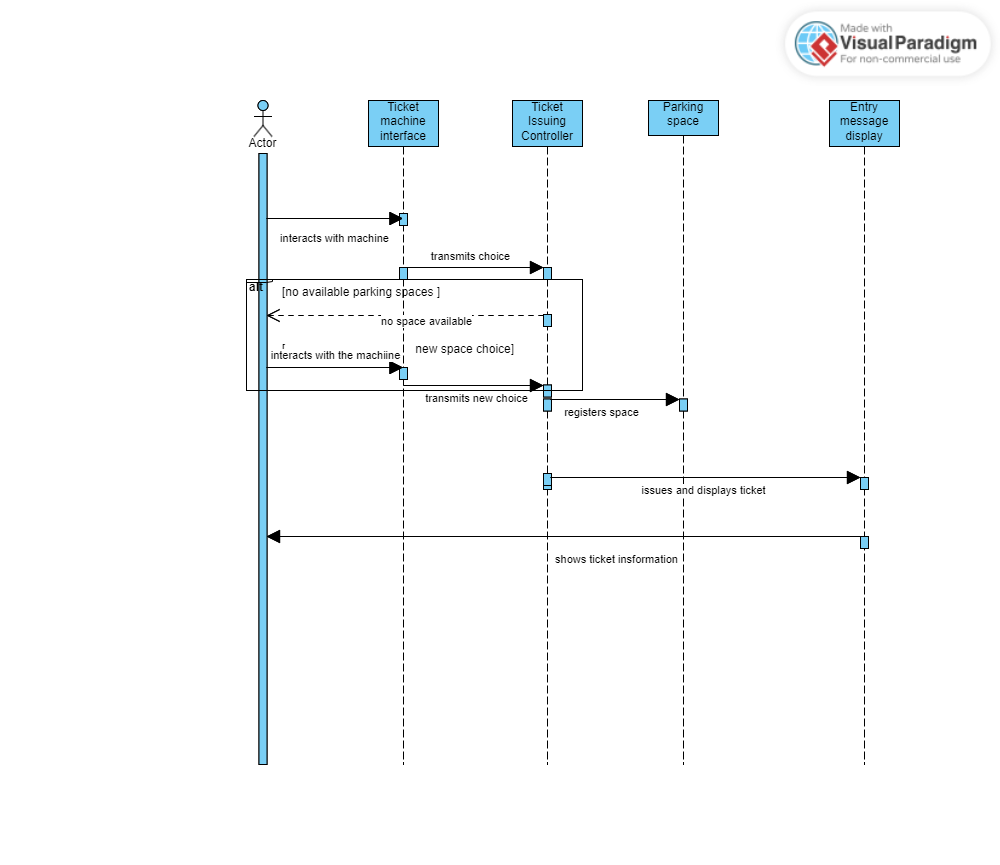 Made with
Visual Paradigm
For non-commercial use
Actor
Ticket
machine
interface
Ticket
Issuing
Controller
Parking
space
Entry
message
display
interacts with machine
transmits choice
alt
[no available parking spaces ]
no space available
r
new space choice]
interacts with the machiine
transmits new choice
registers space
issues and displays ticket
shows ticket insformation